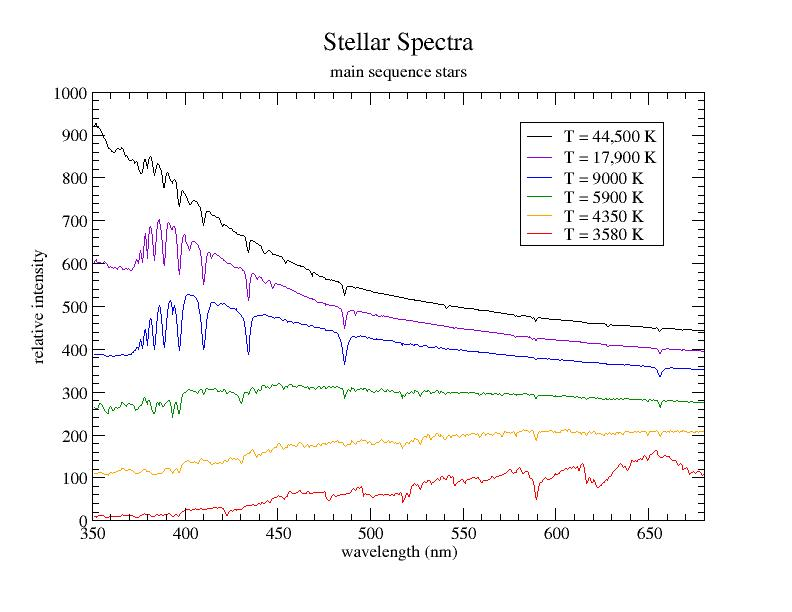 Stellar Spectra
main sequence stars
1000
900
800
700
600
500
400
300
200
100
0
relative intensity
T = 44,500 K
T = 17,900 K
T = 9000 K
T = 5900 K
T = 4350 K
T = 3580 K
350 400 450 500 550 600 650
wavelength (nm)